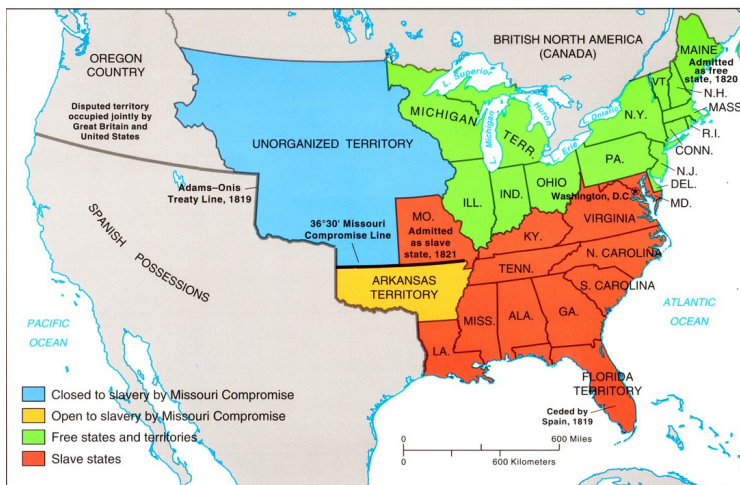 BRITISH NORTH AMERICA
(CANADA)
OREGON
COUNTRY
Disputed territory
occupied jointly by
Great Britain and
United States
UNORGANIZED TERRITORY
Adams–Onis
Treaty Line, 1819
36°30' Missouri
Compromise Line
SPANISH POSSESSIONS
PACIFIC
OCEAN
MICHIGAN
TERR.
L. Superior
L. Michigan
L. Huron
L. Erie
L. Ontario
MAINE
Admitted
as free
state, 1820
VT.
N.H.
MASS.
N.Y.
R.I.
CONN.
PA.
N.J.
DEL.
MD.
Washington, D.C.
ILL.
IND.
OHIO
MO.
Admitted
as slave
state, 1821
KY.
VIRGINIA
TENN.
N. CAROLINA
S. CAROLINA
ARKANSAS
TERRITORY
MISS.
ALA.
GA.
LA.
FLORIDA
TERRITORY
Ceded by
Spain, 1819
ATLANTIC
OCEAN
Closed to slavery by Missouri Compromise
Open to slavery by Missouri Compromise
Free states and territories
Slave states
0 600 Miles
0 600 Kilometers